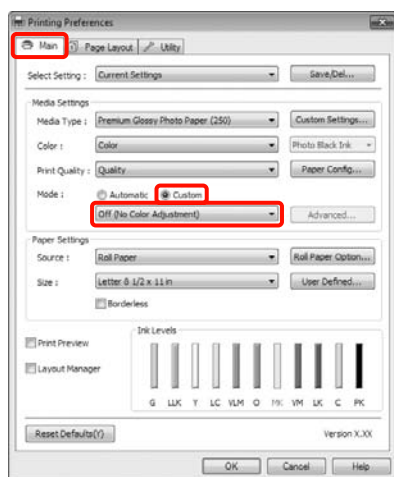 Printing Preferences
Main Page Layout Utility
Select Setting : Current Settings Save/Del...
Media Settings
Media Type : Premium Glossy Photo Paper (250) Custom Settings...
Color : Color Photo Black Ink
Print Quality : Quality Paper Config...
Mode : Automatic Custom
Off (No Color Adjustment) Advanced...
Paper Settings
Source : Roll Paper Roll Paper Option...
Size : Letter 8 1/2 x 11 in User Defined...
Borderless
Ink Levels
Print Preview
Layout Manager
G LLK Y LC VLM O MK VM LK C PK
Reset Defaults(Y) Version X.XX
OK Cancel Help